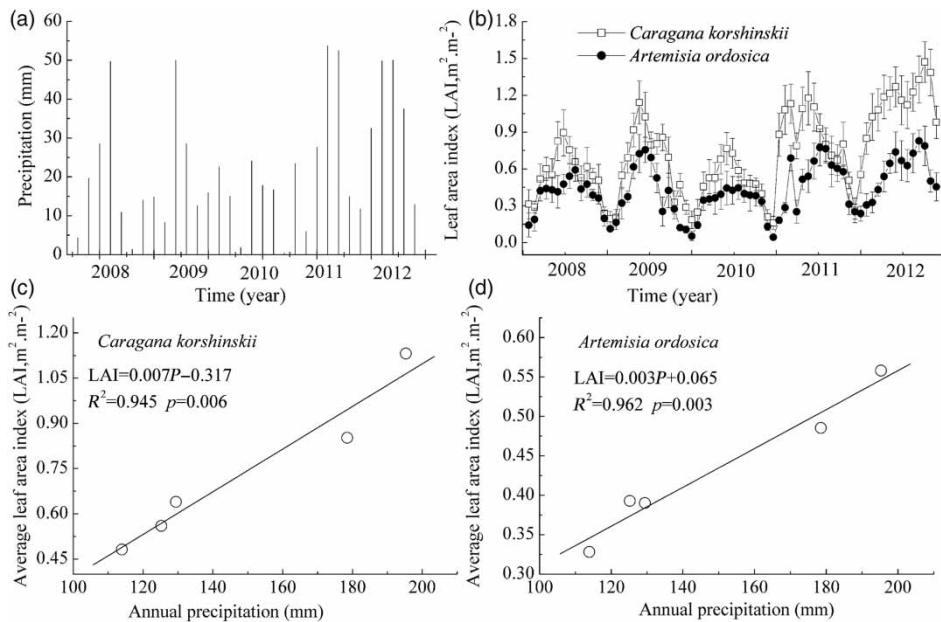 (a)
Precipitation (mm)
60
50
40
30
20
10
0
2008 2009 2010 2011 2012
Time (year)
(b)
Leaf area index (LAI,m².m-²)
1.8
1.5
1.2
0.9
0.6
0.3
0.0
Caragana korshinskii
Artemisia ordosica
2008 2009 2010 2011 2012
Time (year)
(c)
Average leaf area index (LAI,m².m-²)
1.20
1.05
0.90
0.75
0.60
0.45
Caragana korshinskii
LAI=0.007P−0.317
R²=0.945 p=0.006
100 120 140 160 180 200
Annual precipitation (mm)
(d)
Average leaf area index (LAI,m².m-²)
0.60
0.55
0.50
0.45
0.40
0.35
0.30
Artemisia ordosica
LAI=0.003P+0.065
R²=0.962 p=0.003
100 120 140 160 180 200
Annual precipitation (mm)